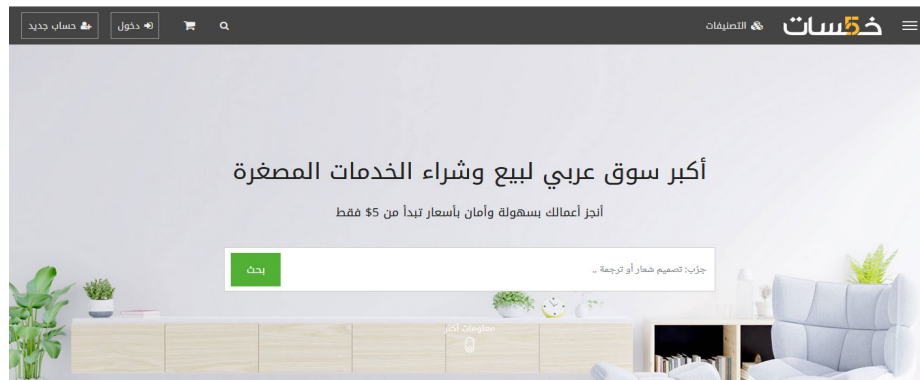 خ5سات
التصنيفات
دخول
حساب جديد
أكبر سوق عربي لبيع وشراء الخدمات المصغرة
أنجز أعمالك بسهولة وأمان بأسعار تبدأ من 5$ فقط
جرّب: تصميم شعار أو ترجمة ..
بحث
معلومات أكثر